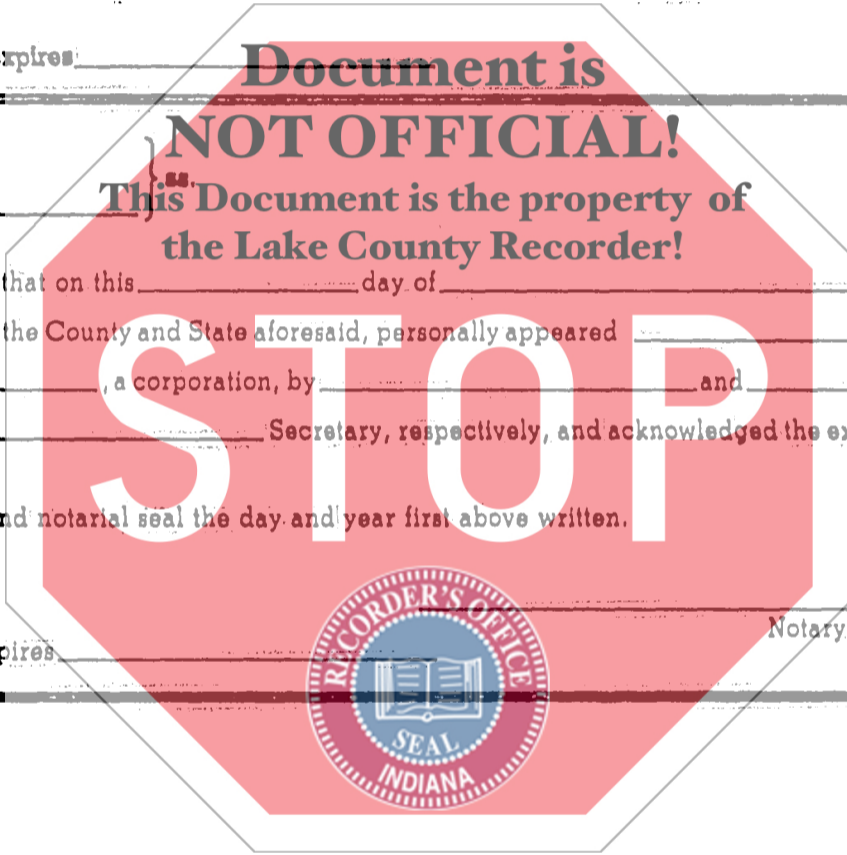 xpires
Document is
NOT OFFICIAL!
ss.
This Document is the property of
the Lake County Recorder!
that on this day of
the County and State aforesaid, personally appeared
, a corporation, by and
Secretary, respectively, and acknowledged the ex
STOP
nd notarial seal the day and year first above written.
RECORDER'S OFFICE
Notary
pires
SEAL
INDIANA